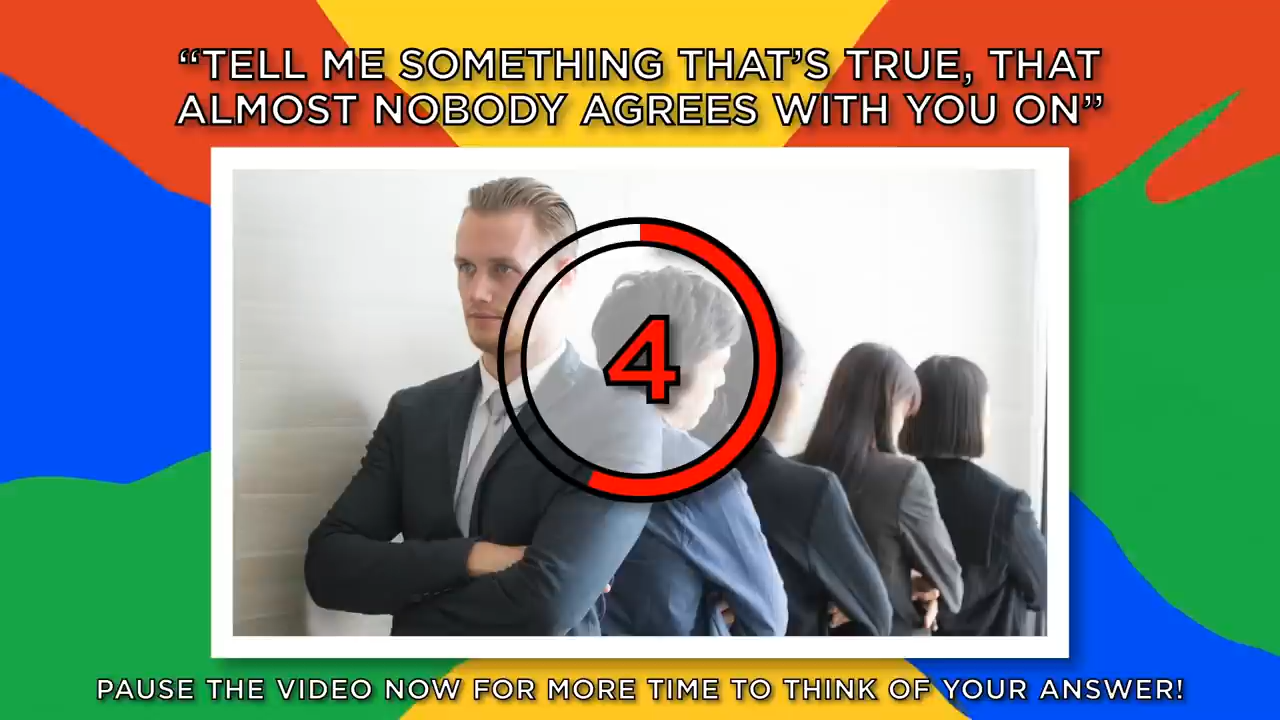 “TELL ME SOMETHING THAT’S TRUE, THAT
ALMOST NOBODY AGREES WITH YOU ON”
4
PAUSE THE VIDEO NOW FOR MORE TIME TO THINK OF YOUR ANSWER!